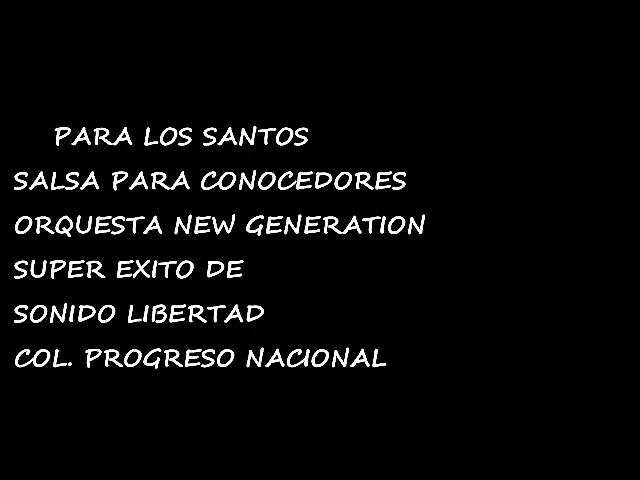 PARA LOS SANTOS
SALSA PARA CONOCEDORES
ORQUESTA NEW GENERATION
SUPER EXITO DE
SONIDO LIBERTAD
COL. PROGRESO NACIONAL